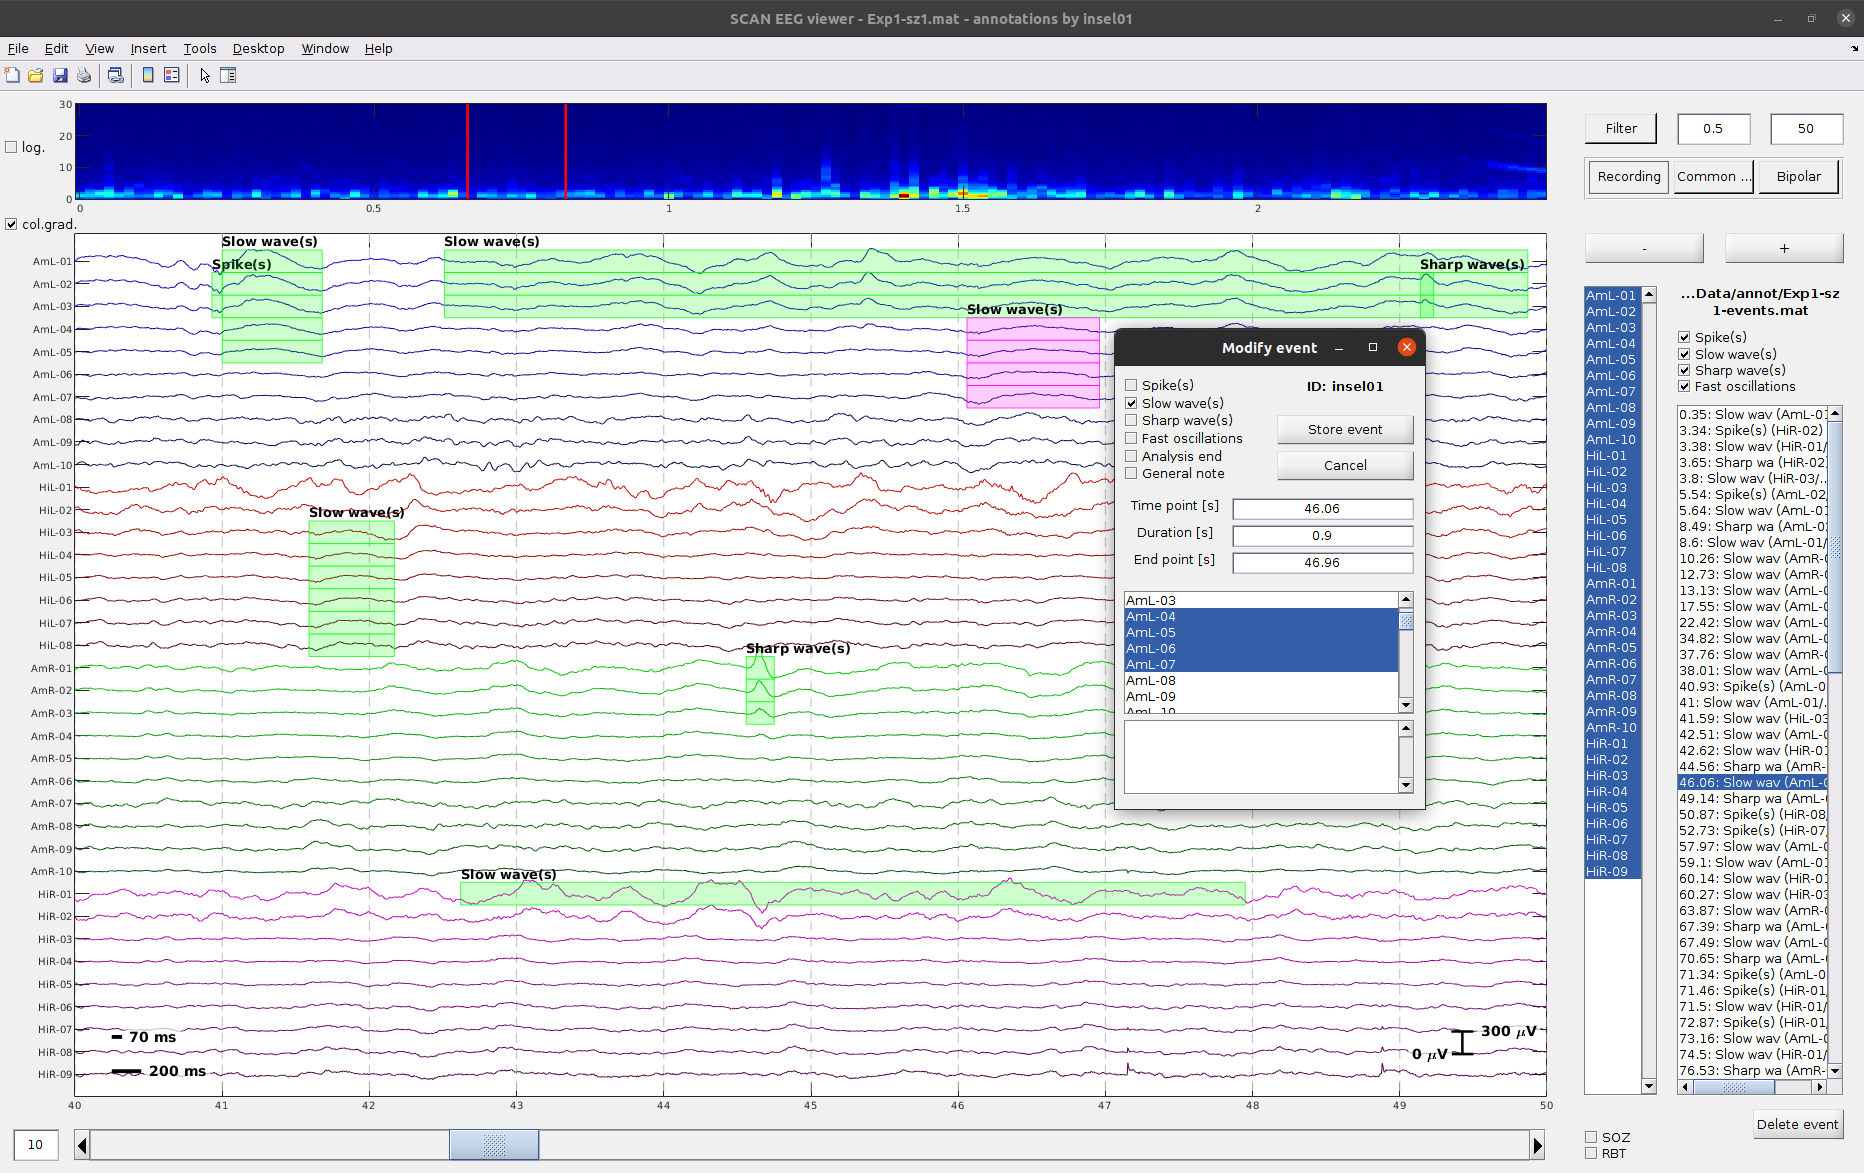 SCAN EEG viewer - Exp1-sz1.mat - annotations by insel01
File Edit View Insert Tools Desktop Window Help
log.
30
20
10
0
0 0.5 1 1.5 2
col.grad.
Filter 0.5 50
Recording Common ... Bipolar
- +
Slow wave(s) Slow wave(s)
Spike(s) Sharp wave(s)
Slow wave(s)
Slow wave(s)
Sharp wave(s)
Slow wave(s)
AmL-01
AmL-02
AmL-03
AmL-04
AmL-05
AmL-06
AmL-07
AmL-08
AmL-09
AmL-10
HiL-01
HiL-02
HiL-03
HiL-04
HiL-05
HiL-06
HiL-07
HiL-08
AmR-01
AmR-02
AmR-03
AmR-04
AmR-05
AmR-06
AmR-07
AmR-08
AmR-09
AmR-10
HiR-01
HiR-02
HiR-03
HiR-04
HiR-05
HiR-06
HiR-07
HiR-08
HiR-09
70 ms
200 ms
300 μV
0 μV
40 41 42 43 44 45 46 47 48 49 50
10
Modify event
Spike(s)
Slow wave(s)
Sharp wave(s)
Fast oscillations
Analysis end
General note
ID: insel01
Store event
Cancel
Time point [s] 46.06
Duration [s] 0.9
End point [s] 46.96
AmL-03
AmL-04
AmL-05
AmL-06
AmL-07
AmL-08
AmL-09
AmL-10
AmL-01
AmL-02
AmL-03
AmL-04
AmL-05
AmL-06
AmL-07
AmL-08
AmL-09
AmL-10
HiL-01
HiL-02
HiL-03
HiL-04
HiL-05
HiL-06
HiL-07
HiL-08
AmR-01
AmR-02
AmR-03
AmR-04
AmR-05
AmR-06
AmR-07
AmR-08
AmR-09
AmR-10
HiR-01
HiR-02
HiR-03
HiR-04
HiR-05
HiR-06
HiR-07
HiR-08
HiR-09
...Data/annot/Exp1-sz
1-events.mat
Spike(s)
Slow wave(s)
Sharp wave(s)
Fast oscillations
0.35: Slow wav (AmL-01
3.34: Spike(s) (HiR-02)
3.38: Slow wav (HiR-01/
3.65: Sharp wa (HiR-02
3.8: Slow wav (HiR-03/..
5.54: Spike(s) (AmL-02,
5.64: Slow wav (AmL-01
8.49: Sharp wa (AmL-0
8.6: Slow wav (AmL-01/
10.26: Slow wav (AmR-0
12.73: Slow wav (AmR-0
13.13: Slow wav (AmL-0
17.55: Slow wav (AmL-0
22.42: Slow wav (AmR-0
34.82: Slow wav (AmL-0
37.76: Slow wav (AmR-0
38.01: Slow wav (AmL-0
40.93: Spike(s) (AmL-0
41: Slow wav (AmL-01/.
41.59: Slow wav (HiL-03
42.51: Slow wav (AmL-0
42.62: Slow wav (HiR-01
44.56: Sharp wa (AmR-
46.06: Slow wav (AmL-0
49.14: Sharp wa (AmL-
50.87: Spike(s) (HiR-08,
52.73: Spike(s) (HiR-07,
57.97: Slow wav (AmL-0
59.1: Slow wav (AmL-01
60.14: Slow wav (HiR-01
60.27: Slow wav (HiR-03
63.87: Slow wav (AmR-0
67.39: Sharp wa (AmL-
67.49: Slow wav (AmL-0
70.65: Sharp wa (AmL-
71.34: Spike(s) (AmL-0
71.46: Spike(s) (HiR-01,
71.5: Slow wav (HiR-01/
72.87: Spike(s) (HiR-01,
73.16: Slow wav (AmL-0
74.5: Slow wav (HiR-01/
76.53: Sharp wa (AmR-
Delete event
SOZ
RBT